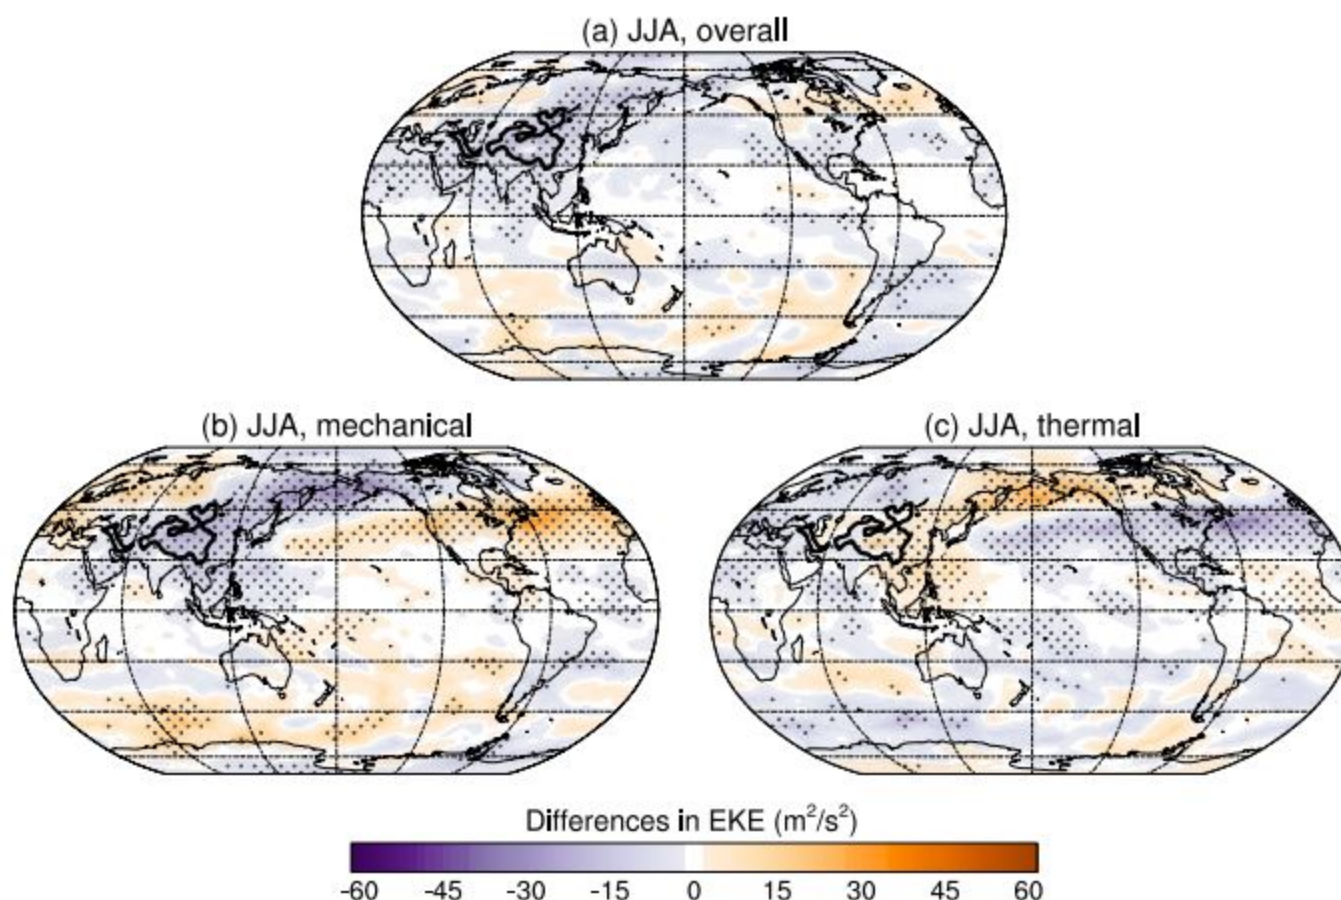 (a) JJA, overall
(b) JJA, mechanical
(c) JJA, thermal
Differences in EKE (m²/s²)
-60 -45 -30 -15 0 15 30 45 60